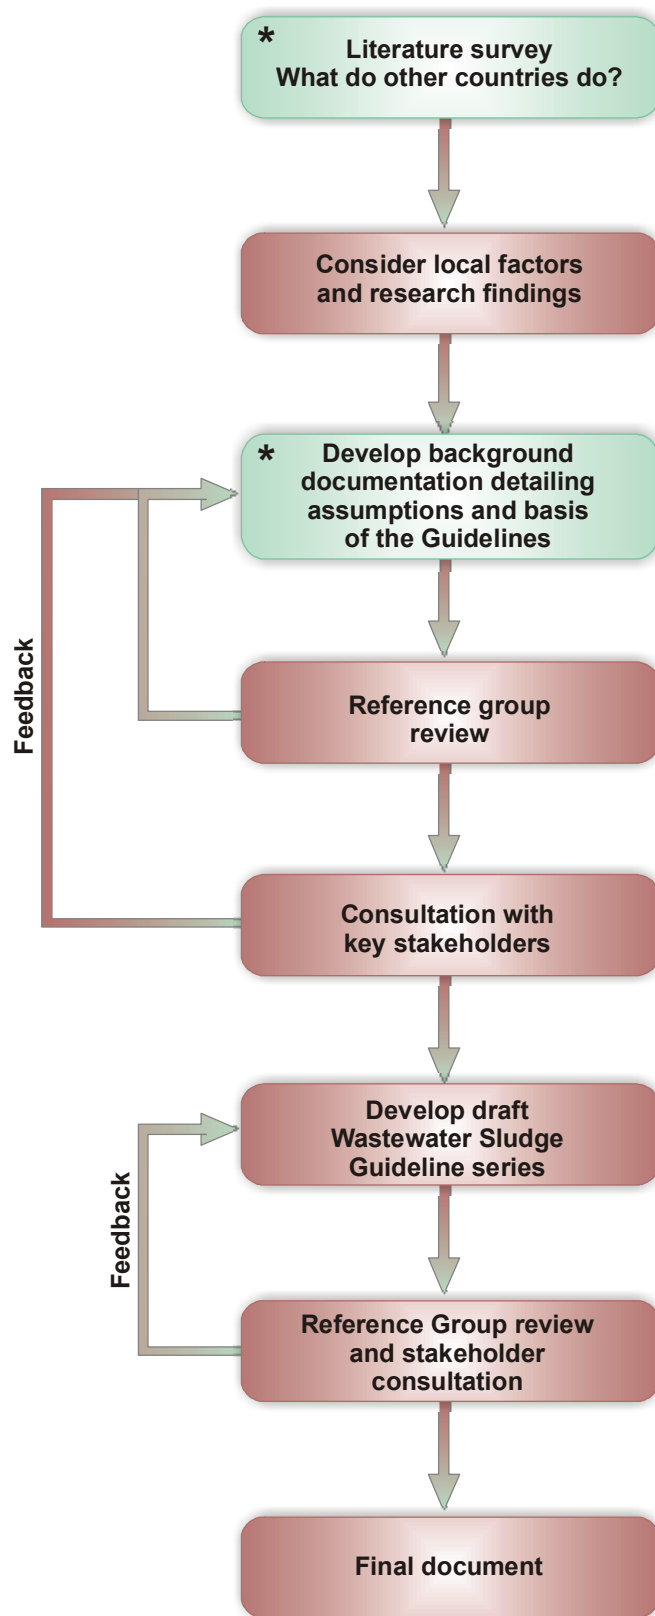 *
Literature survey
What do other countries do?
Consider local factors
and research findings
*
Develop background
documentation detailing
assumptions and basis
of the Guidelines
Feedback
Reference group
review
Consultation with
key stakeholders
Develop draft
Wastewater Sludge
Guideline series
Feedback
Reference Group review
and stakeholder
consultation
Final document